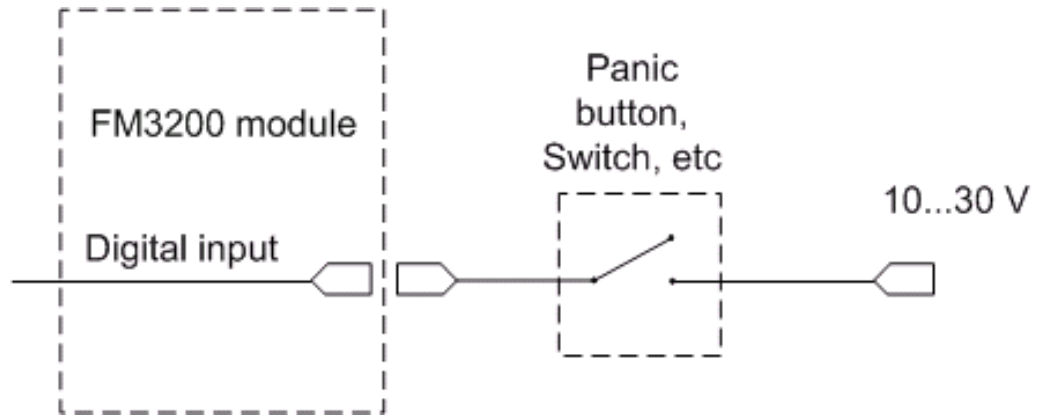 FM3200 module
Digital input
Panic
button,
Switch, etc
10...30 V